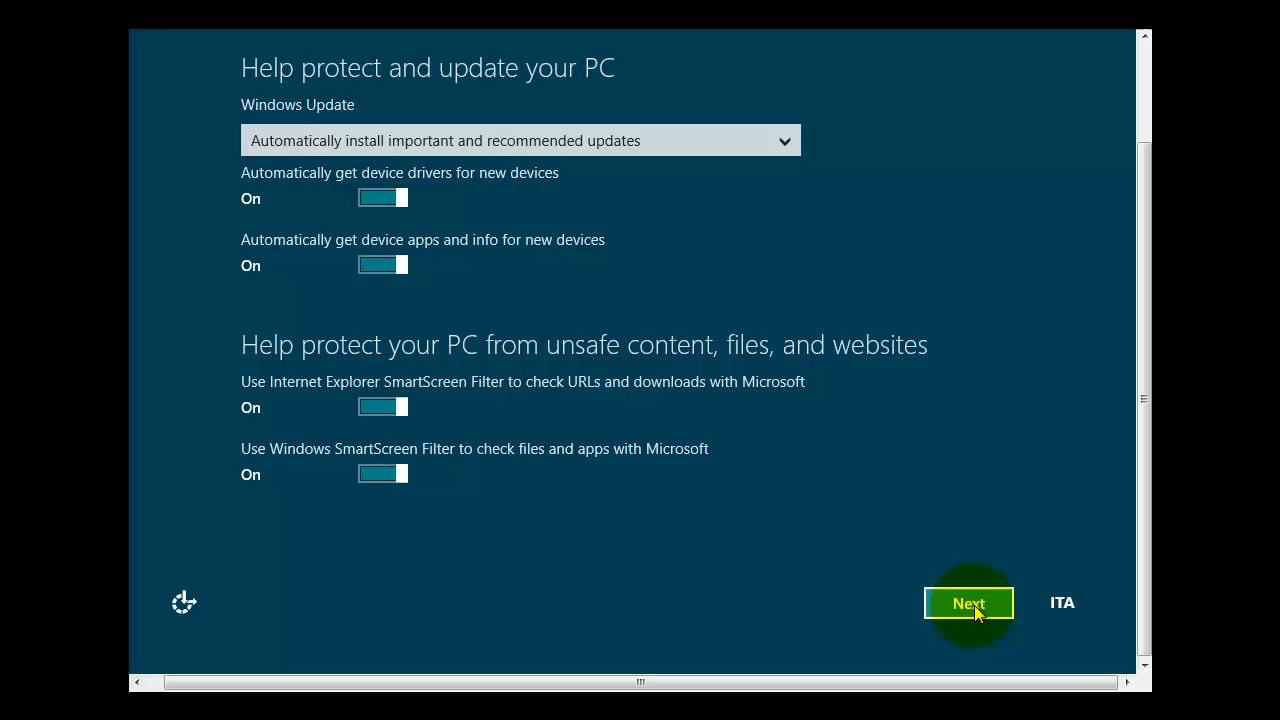 Help protect and update your PC
Windows Update
Automatically install important and recommended updates
Automatically get device drivers for new devices
On
Automatically get device apps and info for new devices
On
Help protect your PC from unsafe content, files, and websites
Use Internet Explorer SmartScreen Filter to check URLs and downloads with Microsoft
On
Use Windows SmartScreen Filter to check files and apps with Microsoft
On
Next
ITA